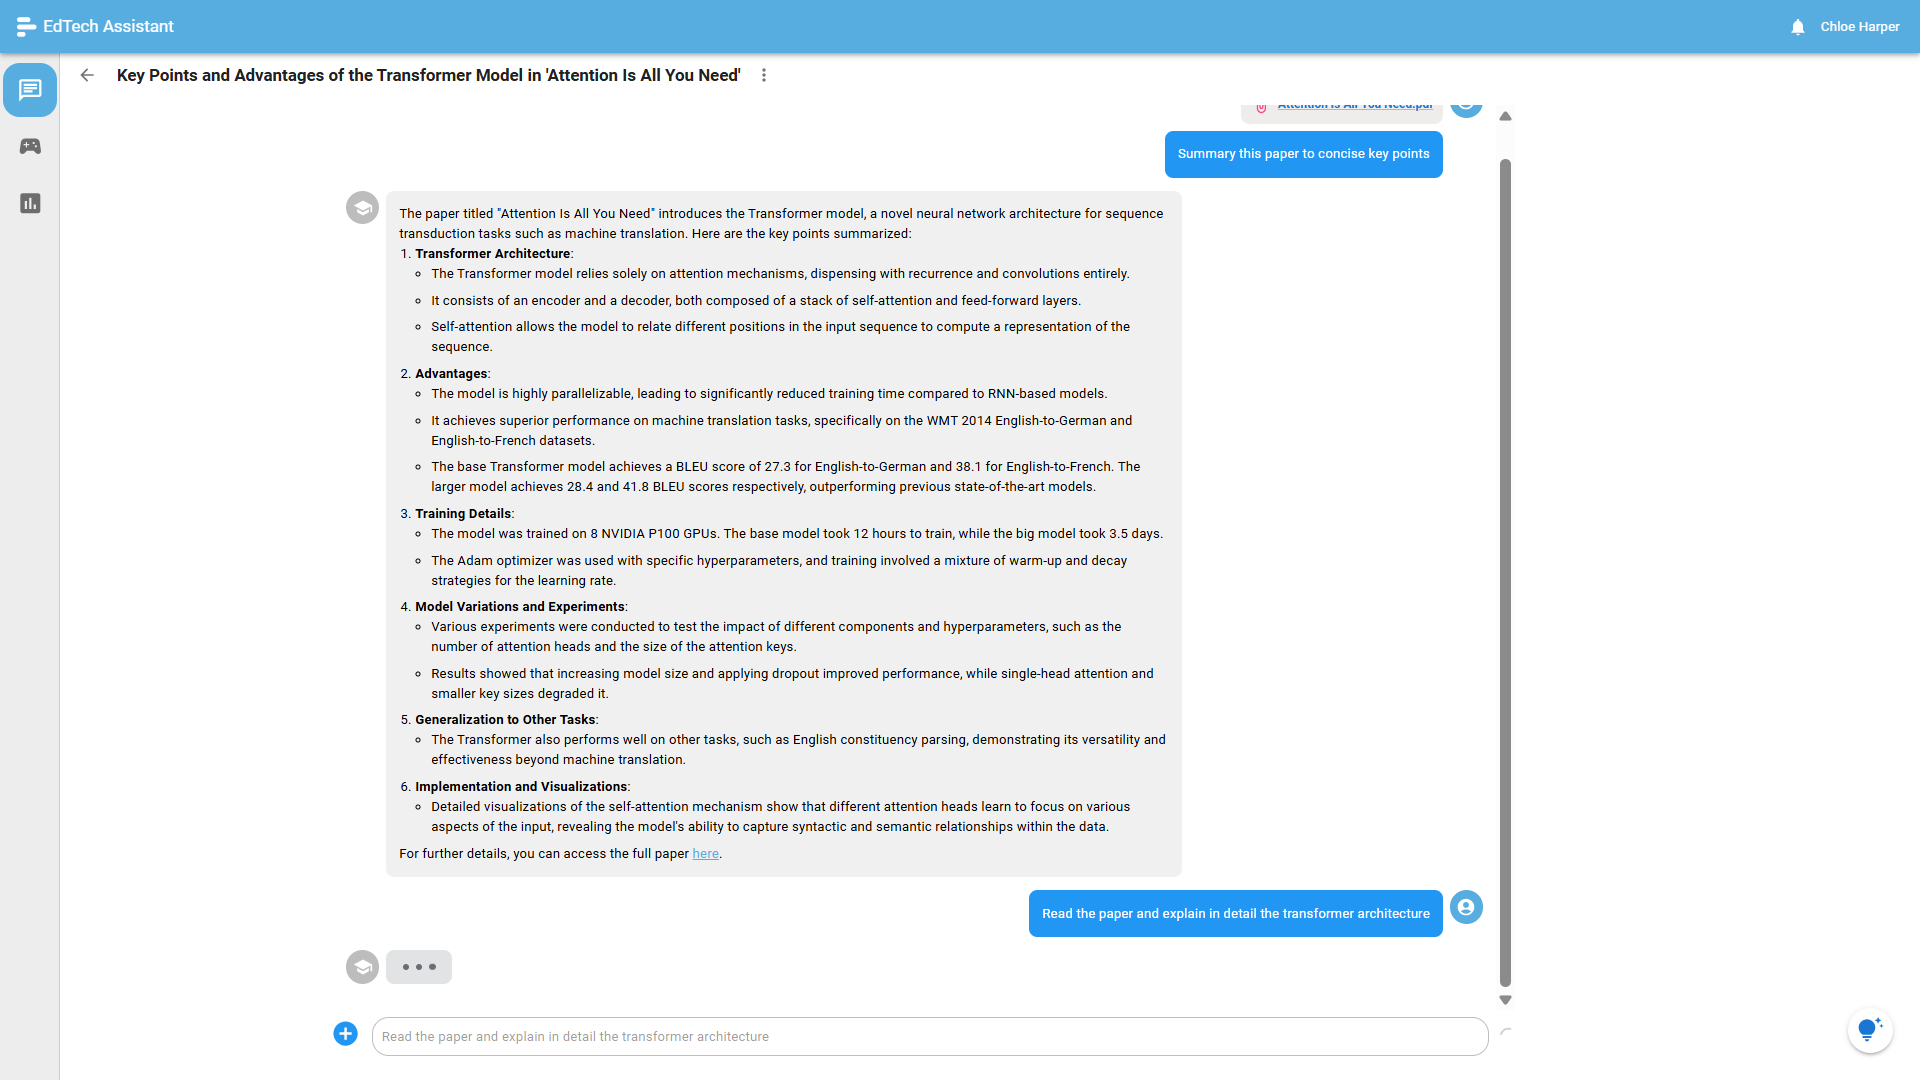 EdTech Assistant
Chloe Harper
Key Points and Advantages of the Transformer Model in 'Attention Is All You Need'
Attention Is All You Need.pdf
Summary this paper to concise key points
The paper titled "Attention Is All You Need" introduces the Transformer model, a novel neural network architecture for sequence
transduction tasks such as machine translation. Here are the key points summarized:
1. Transformer Architecture:
The Transformer model relies solely on attention mechanisms, dispensing with recurrence and convolutions entirely.
It consists of an encoder and a decoder, both composed of a stack of self-attention and feed-forward layers.
Self-attention allows the model to relate different positions in the input sequence to compute a representation of the
sequence.
2. Advantages:
The model is highly parallelizable, leading to significantly reduced training time compared to RNN-based models.
It achieves superior performance on machine translation tasks, specifically on the WMT 2014 English-to-German and
English-to-French datasets.
The base Transformer model achieves a BLEU score of 27.3 for English-to-German and 38.1 for English-to-French. The
larger model achieves 28.4 and 41.8 BLEU scores respectively, outperforming previous state-of-the-art models.
3. Training Details:
The model was trained on 8 NVIDIA P100 GPUs. The base model took 12 hours to train, while the big model took 3.5 days.
The Adam optimizer was used with specific hyperparameters, and training involved a mixture of warm-up and decay
strategies for the learning rate.
4. Model Variations and Experiments:
Various experiments were conducted to test the impact of different components and hyperparameters, such as the
number of attention heads and the size of the attention keys.
Results showed that increasing model size and applying dropout improved performance, while single-head attention and
smaller key sizes degraded it.
5. Generalization to Other Tasks:
The Transformer also performs well on other tasks, such as English constituency parsing, demonstrating its versatility and
effectiveness beyond machine translation.
6. Implementation and Visualizations:
Detailed visualizations of the self-attention mechanism show that different attention heads learn to focus on various
aspects of the input, revealing the model's ability to capture syntactic and semantic relationships within the data.
For further details, you can access the full paper here.
Read the paper and explain in detail the transformer architecture
Read the paper and explain in detail the transformer architecture